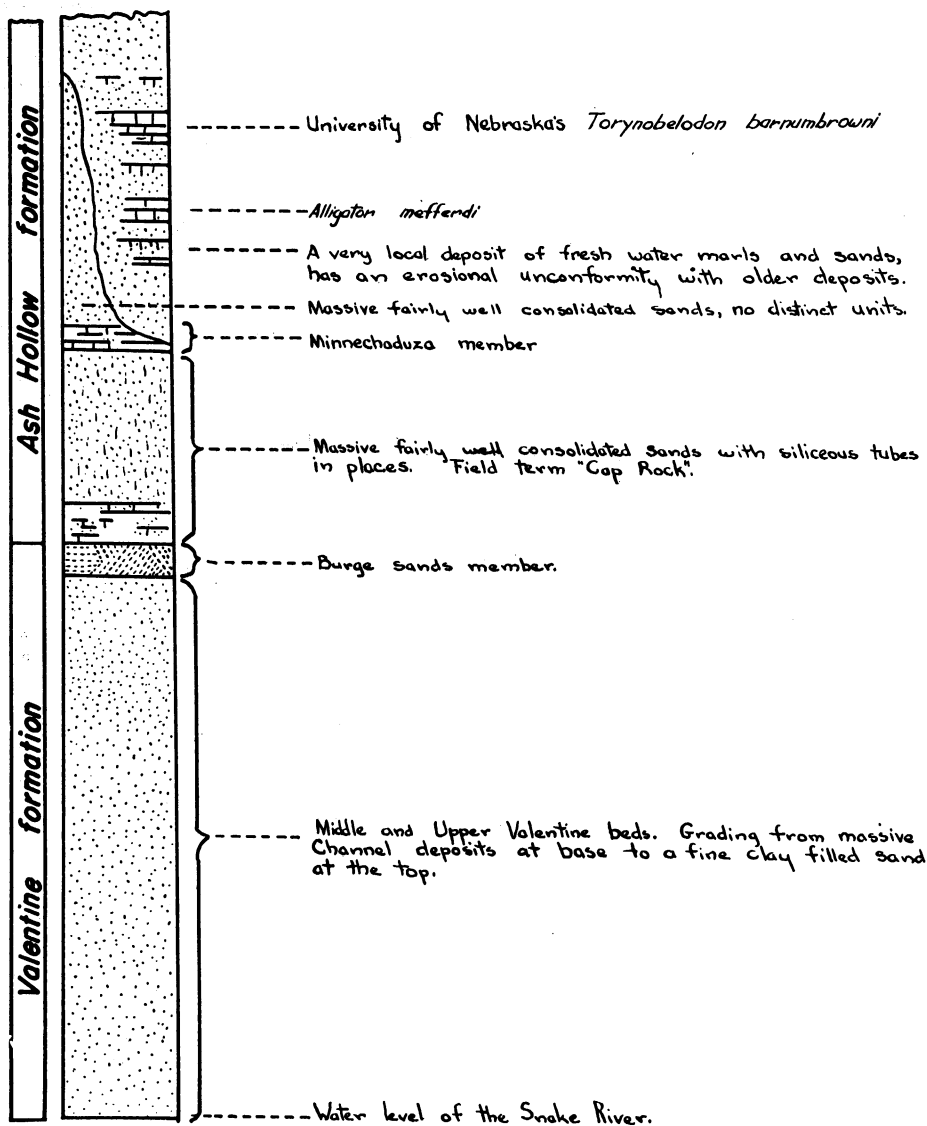 Ash Hollow formation
University of Nebraska's Torynobelodon barnumbrowni
Alligator mefferdi
A very local deposit of fresh water marls and sands,
has an erosional unconformity with older deposits.
Massive fairly well consolidated sands, no distinct units.
Minnechaduza member
Massive fairly well consolidated sands with siliceous tubes
in places. Field term "Cap Rock".
Valentine formation
Burge sands member.
Middle and Upper Valentine beds. Grading from massive
Channel deposits at base to a fine clay filled sand
at the top.
Water level of the Snake River.